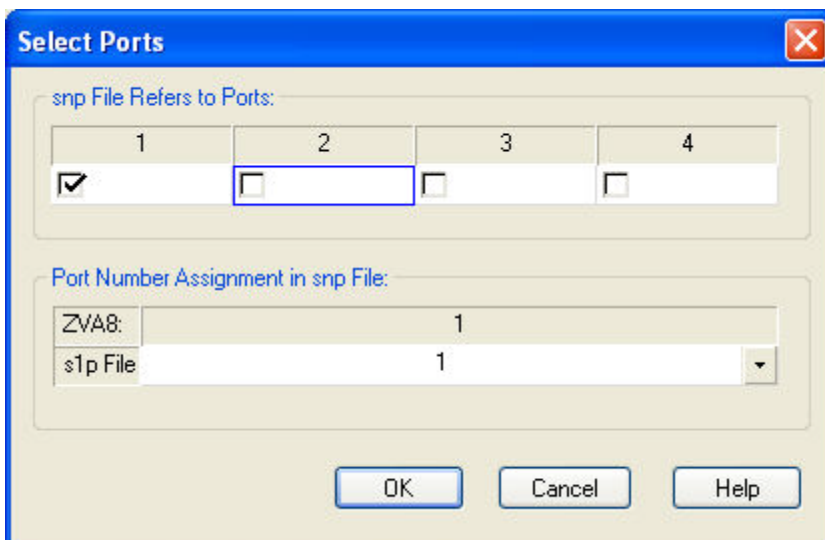 Select Ports
snp File Refers to Ports:
1 2 3 4
Port Number Assignment in snp File:
ZVA8: 1
s1p File 1
OK Cancel Help